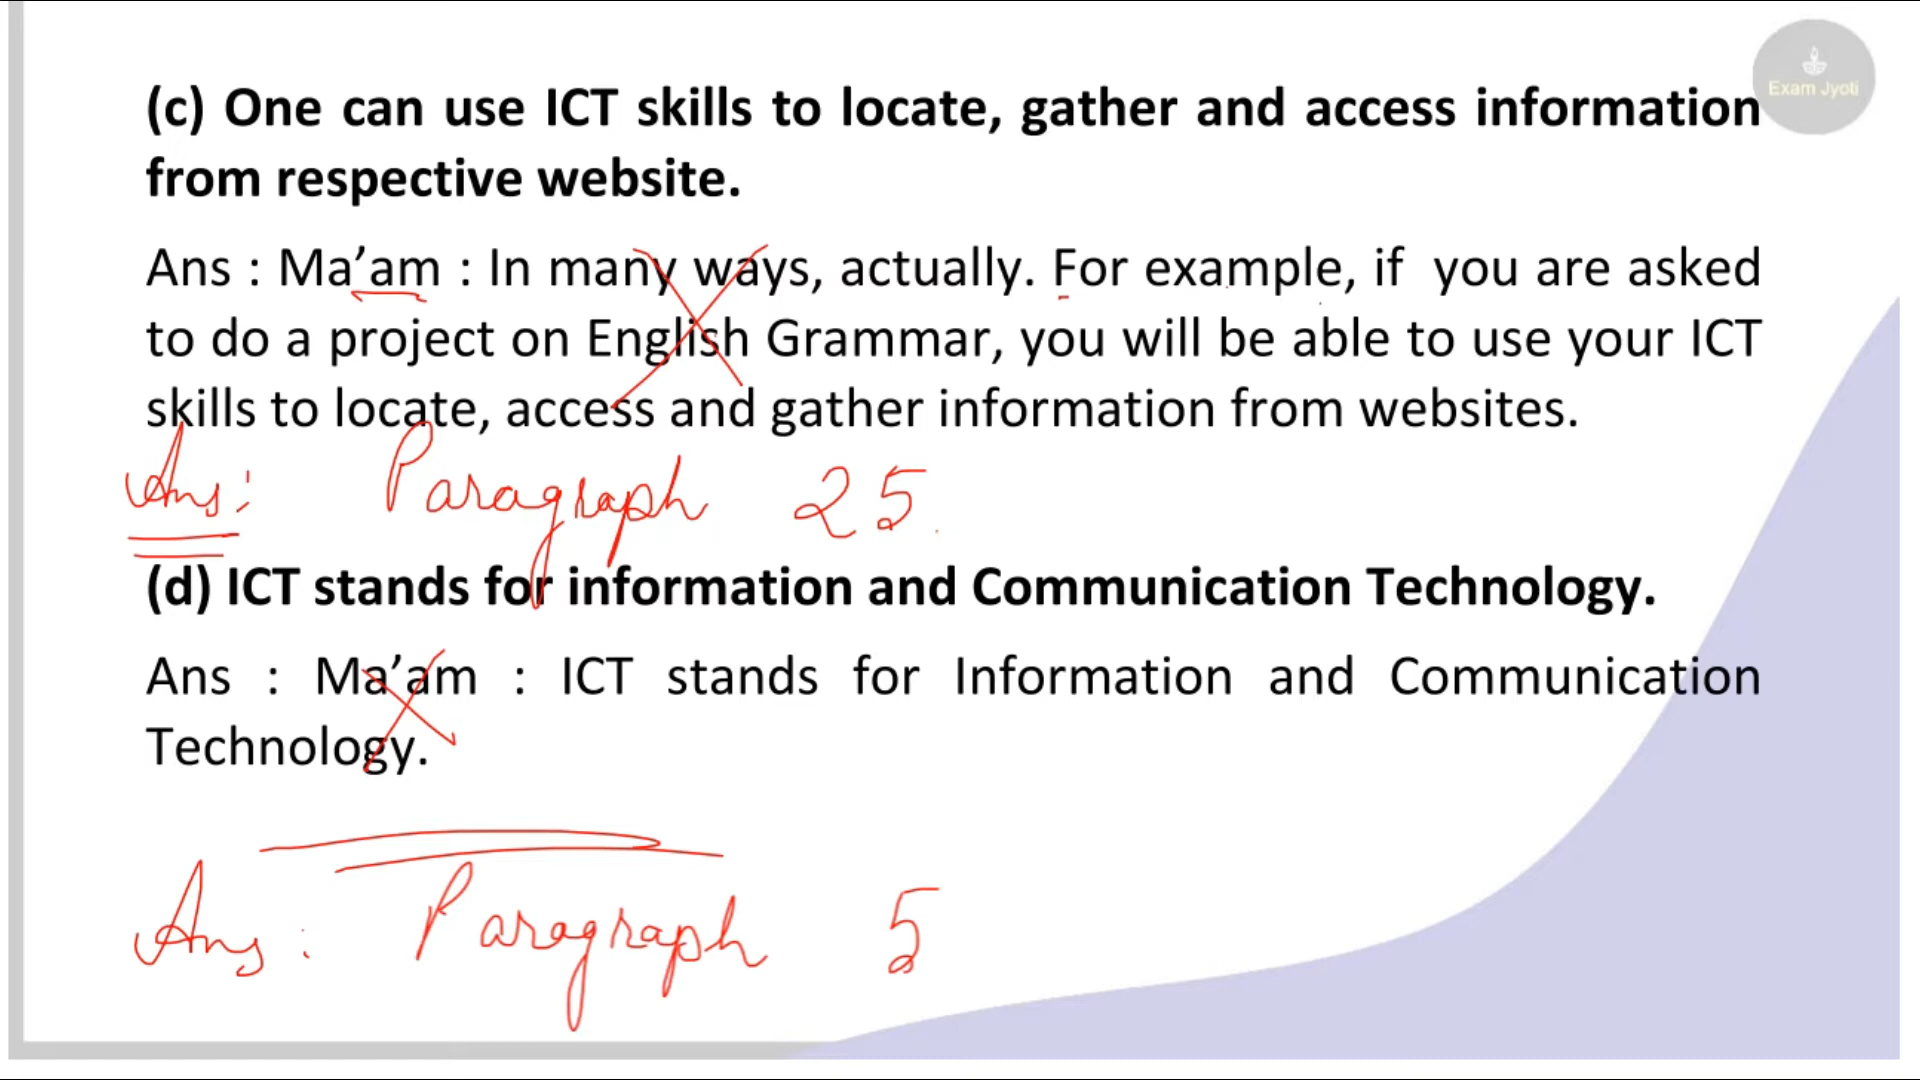 Exam Jyoti
(c) One can use ICT skills to locate, gather and access information
from respective website.
Ans : Ma’am : In many ways, actually. For example, if you are asked
to do a project on English Grammar, you will be able to use your ICT
skills to locate, access and gather information from websites.
Ans: Paragraph 25.
(d) ICT stands for information and Communication Technology.
Ans : Ma’am : ICT stands for Information and Communication
Technology.
Ans: Paragraph 5